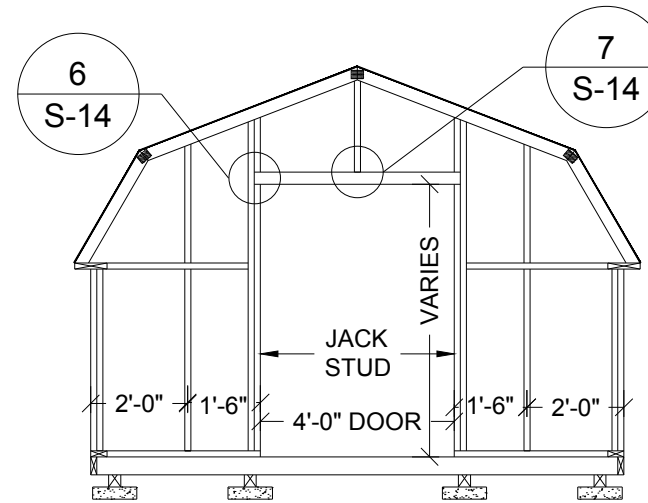 6
S-14
7
S-14
VARIES
JACK
STUD
2'-0"
1'-6"
4'-0" DOOR
1'-6"
2'-0"